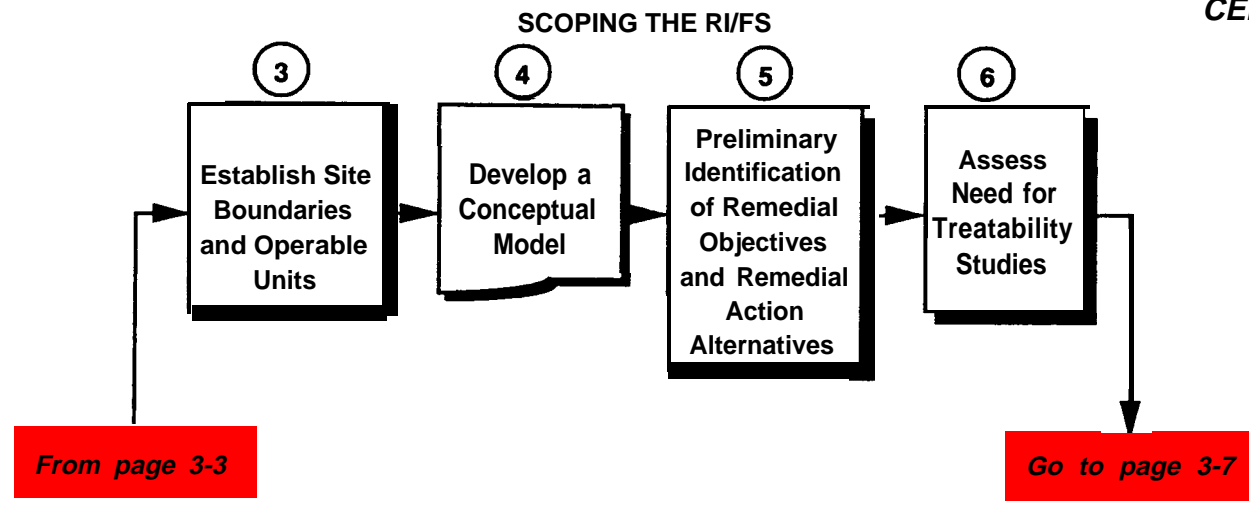 CE
SCOPING THE RI/FS
3
4
5
6
Establish Site
Boundaries
and Operable
Units
Develop a
Conceptual
Model
Preliminary
Identification
of Remedial
Objectives
and Remedial
Action
Alternatives
Assess
Need for
Treatability
Studies
From page 3-3
Go to page 3-7